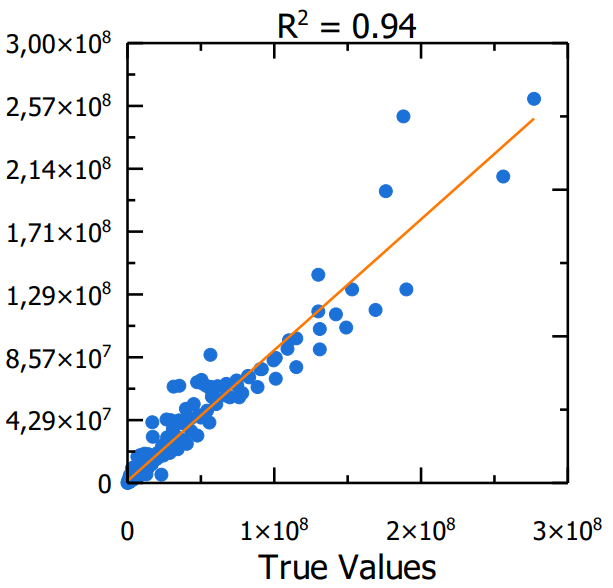 R² = 0.94
3,00×10⁸
2,57×10⁸
2,14×10⁸
1,71×10⁸
1,29×10⁸
8,57×10⁷
4,29×10⁷
0
0 1×10⁸ 2×10⁸ 3×10⁸
True Values